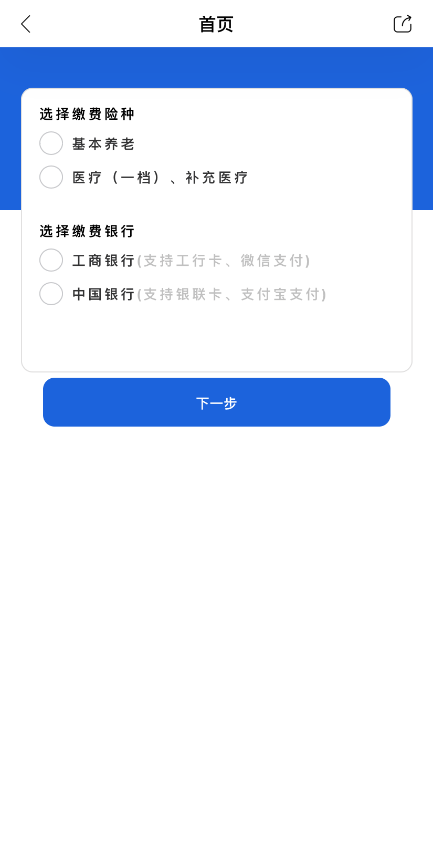 首页
选择缴费险种
基本养老
医疗（一档）、补充医疗
选择缴费银行
工商银行(支持工行卡、微信支付)
中国银行(支持银联卡、支付宝支付)
下一步